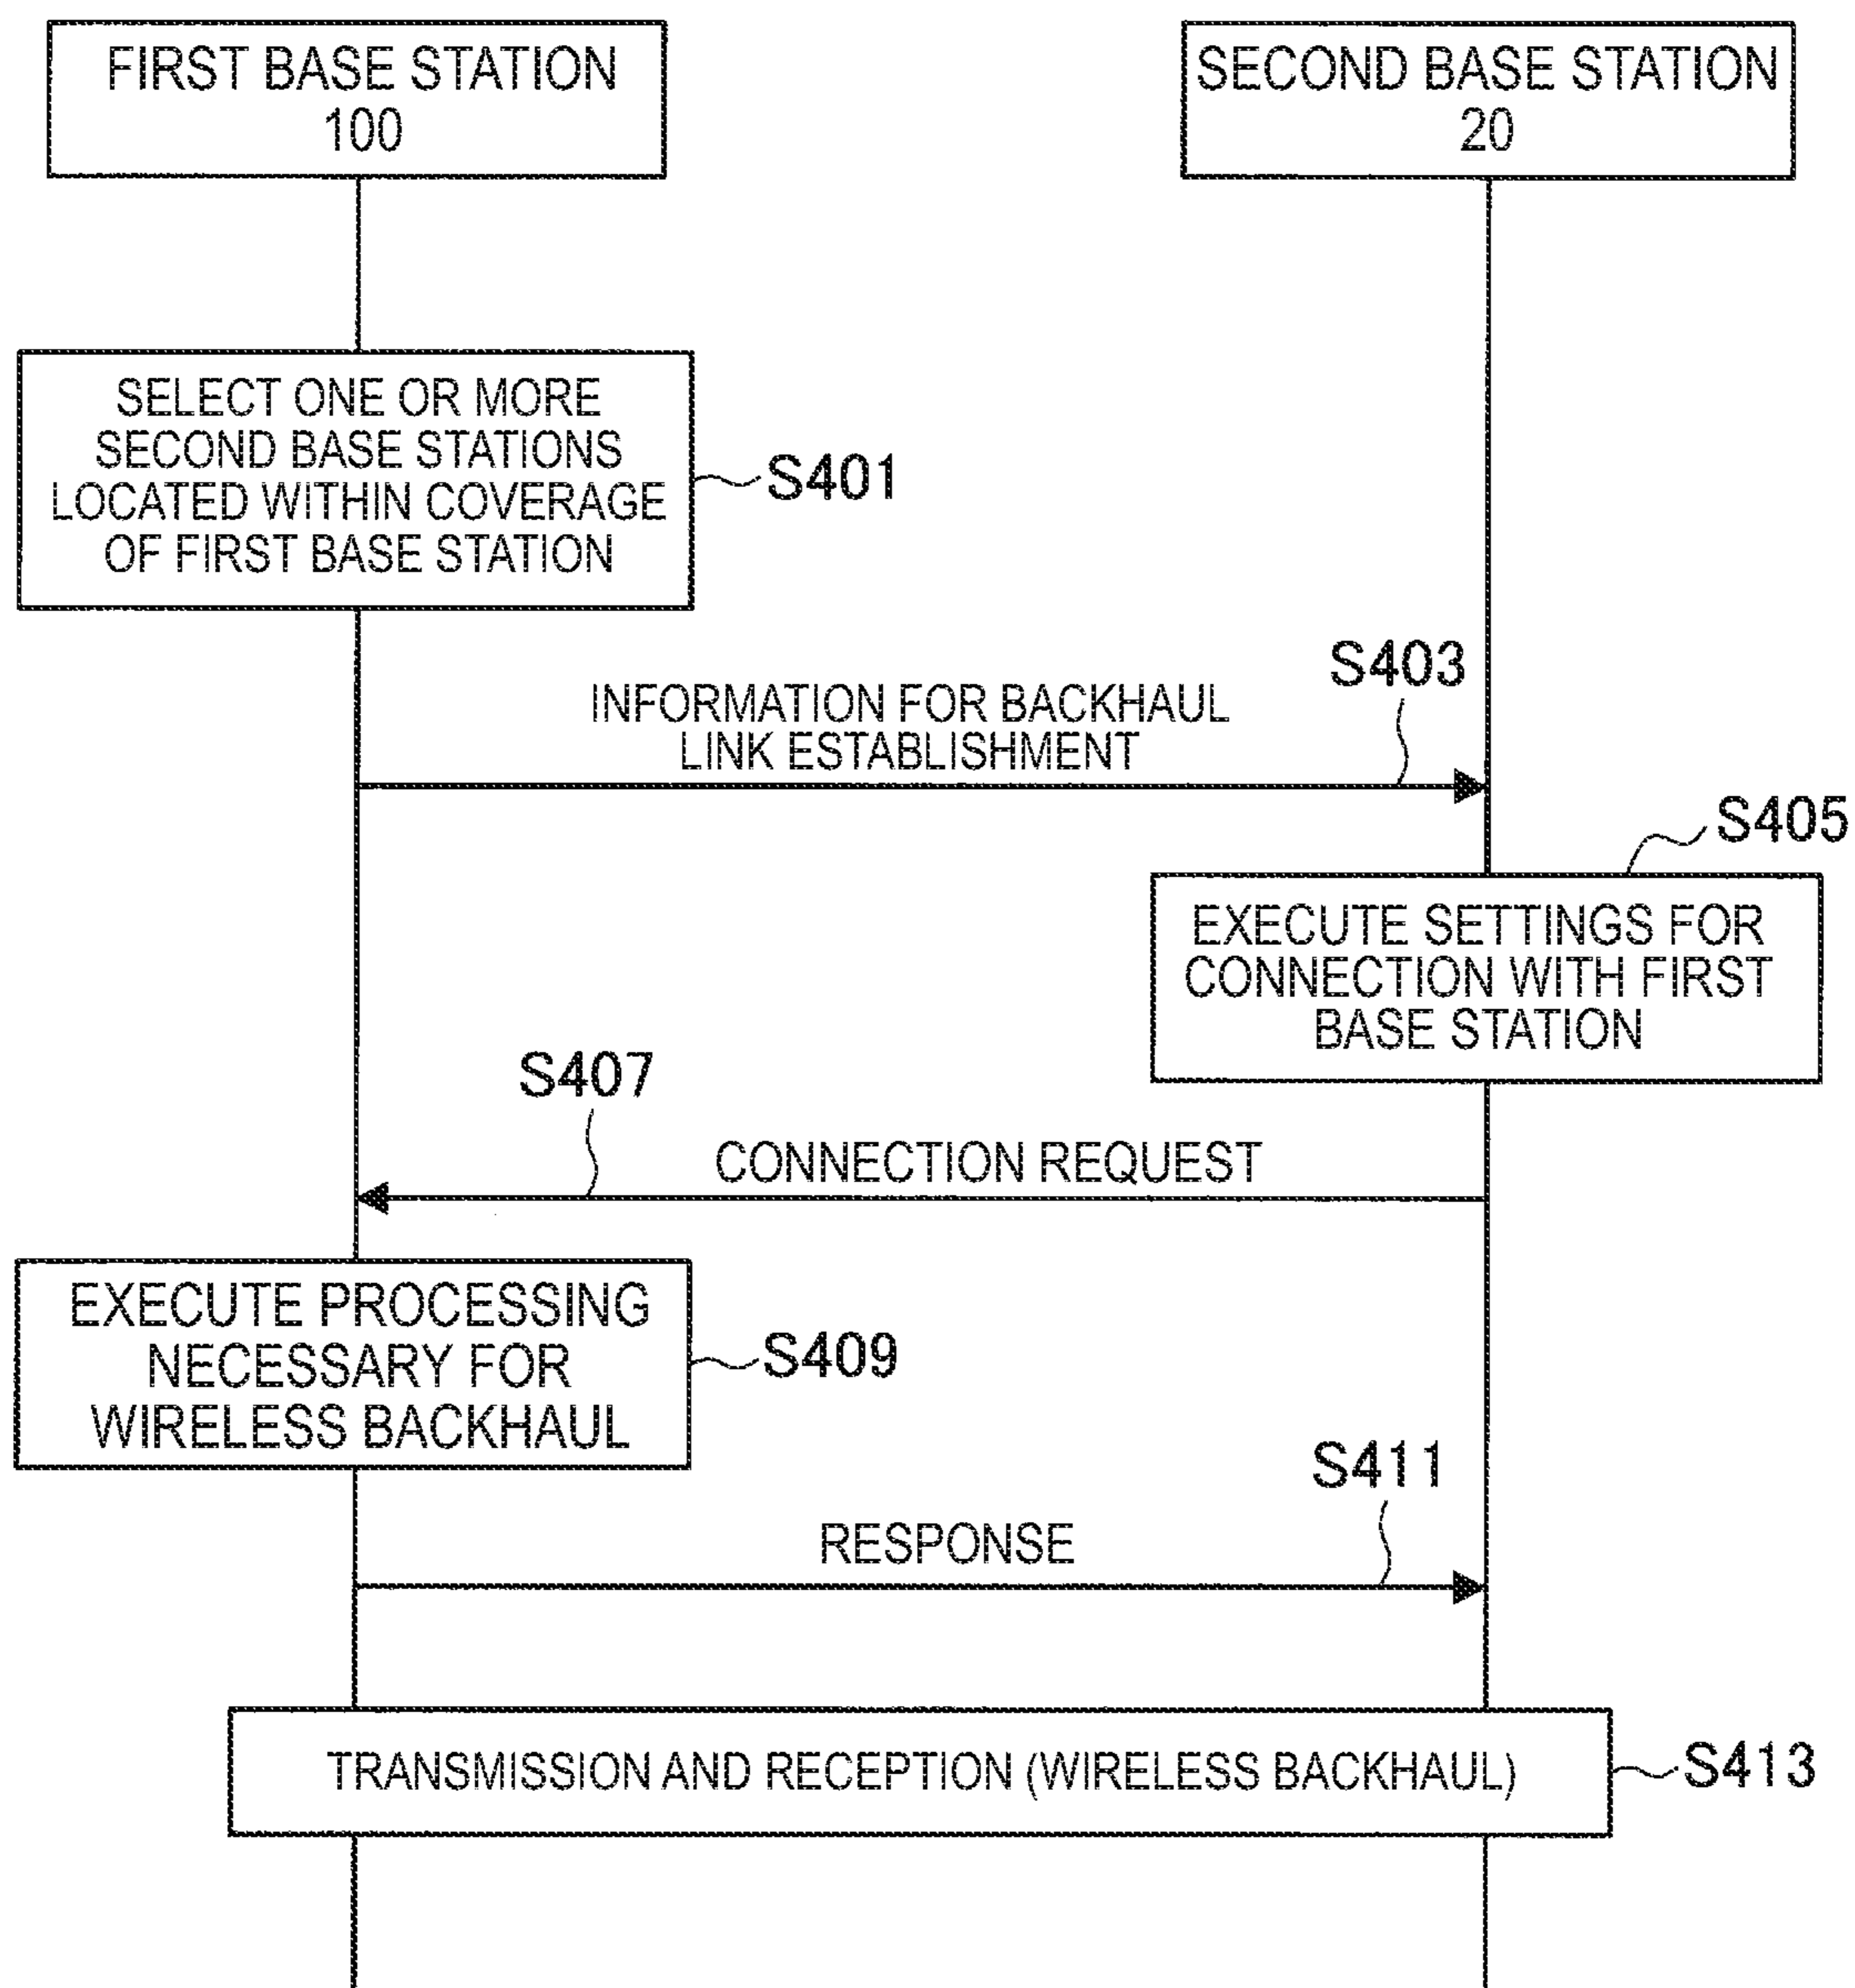 FIRST BASE STATION
100
SECOND BASE STATION
20
SELECT ONE OR MORE
SECOND BASE STATIONS
LOCATED WITHIN COVERAGE
OF FIRST BASE STATION
S401
S403
INFORMATION FOR BACKHAUL
LINK ESTABLISHMENT
S405
EXECUTE SETTINGS FOR
CONNECTION WITH FIRST
BASE STATION
S407
CONNECTION REQUEST
EXECUTE PROCESSING
NECESSARY FOR
WIRELESS BACKHAUL
S409
S411
RESPONSE
TRANSMISSION AND RECEPTION (WIRELESS BACKHAUL)
S413